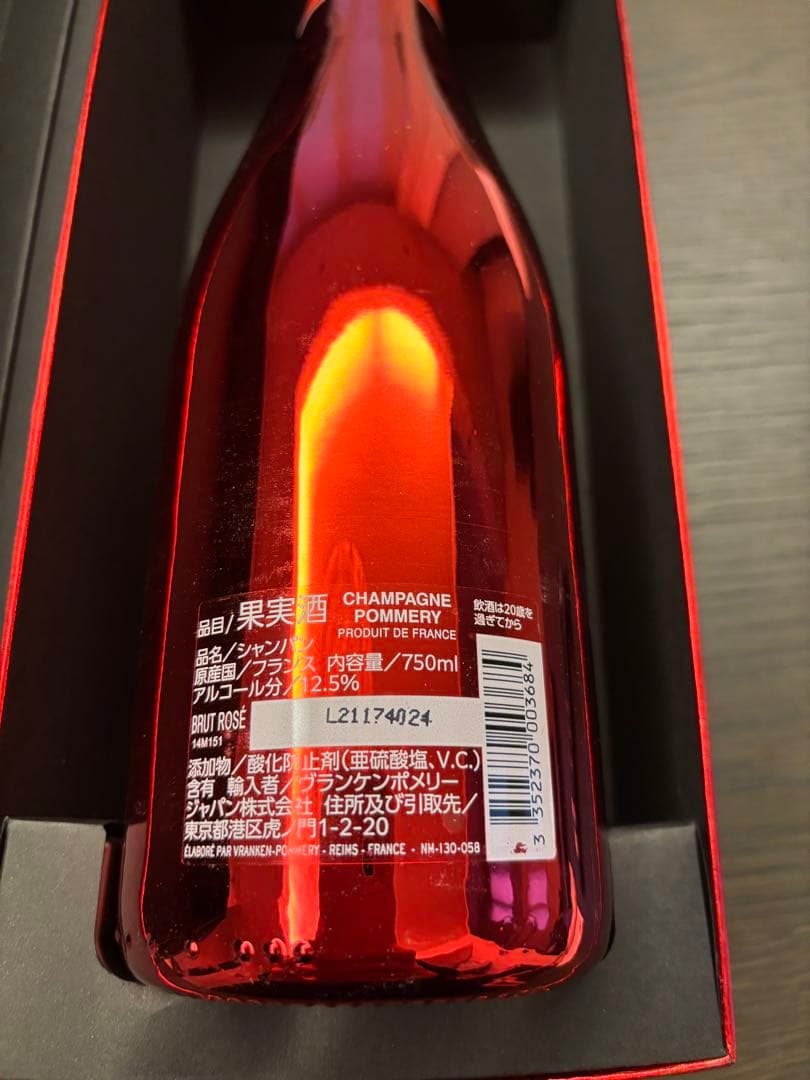 品目/果実酒
CHAMPAGNE
POMMERY
PRODUIT DE FRANCE
飲酒は20歳を
過ぎてから
品名/シャンパン
原産国/フランス 内容量/750ml
アルコール分/12.5%
BRUT ROSÉ
14M151
L21174024
添加物/酸化防止剤(亜硫酸塩、V.C.)
含有 輸入者/ヴランケンポメリー
ジャパン株式会社 住所及び引取先/
東京都港区虎ノ門1-2-20
ÉLABORÉ PAR VRANKEN-POMMERY - REIMS - FRANCE - NM-130-058
3 352370 003684